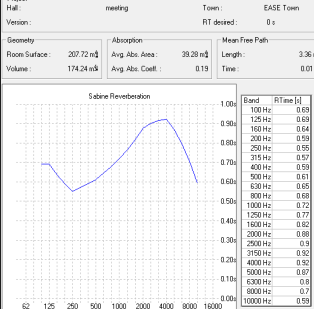 Hall : meeting Town : EASE Town
Version : RT desired : 0 s
Geometry Absorption Mean Free Path
Room Surface : 207.72 m² Avg. Abs. Area : 39.28 m² Length : 3.36
Volume : 174.24 m³ Avg. Abs. Coeff. : 0.19 Time : 0.01
Sabine Reverberation
1.00s
0.90s
0.80s
0.70s
0.60s
0.50s
0.40s
0.30s
0.20s
0.10s
0.00s
62 125 250 500 1000 2000 4000 8000 16000
Band RTime [s]
100 Hz 0.69
125 Hz 0.69
160 Hz 0.64
200 Hz 0.59
250 Hz 0.55
315 Hz 0.57
400 Hz 0.59
500 Hz 0.61
630 Hz 0.65
800 Hz 0.68
1000 Hz 0.72
1250 Hz 0.77
1600 Hz 0.82
2000 Hz 0.88
2500 Hz 0.9
3150 Hz 0.92
4000 Hz 0.92
5000 Hz 0.87
6300 Hz 0.8
8000 Hz 0.7
10000 Hz 0.59